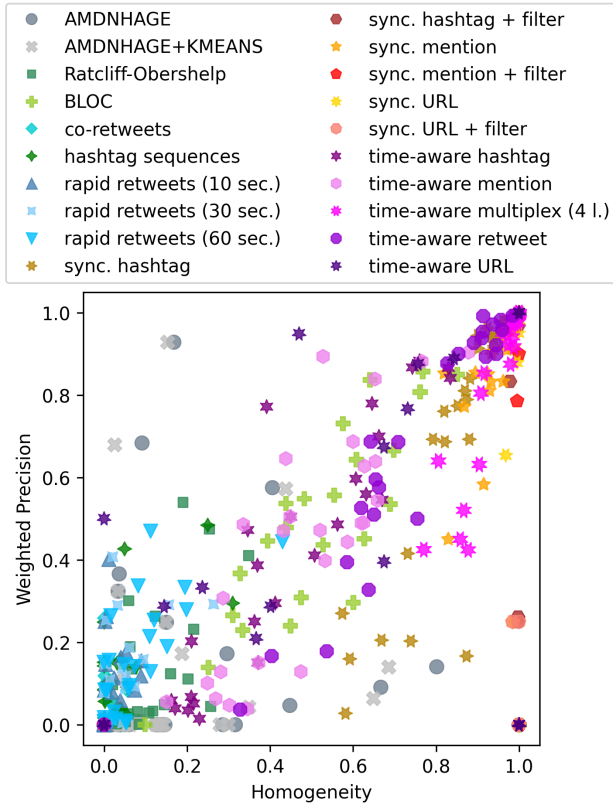 AMDNHAGE
AMDNHAGE+KMEANS
Ratcliff-Obershelp
BLOC
co-retweets
hashtag sequences
rapid retweets (10 sec.)
rapid retweets (30 sec.)
rapid retweets (60 sec.)
sync. hashtag
sync. hashtag + filter
sync. mention
sync. mention + filter
sync. URL
sync. URL + filter
time-aware hashtag
time-aware mention
time-aware multiplex (4 l.)
time-aware retweet
time-aware URL
1.0
0.8
0.6
0.4
0.2
0.0
Weighted Precision
0.0 0.2 0.4 0.6 0.8 1.0
Homogeneity